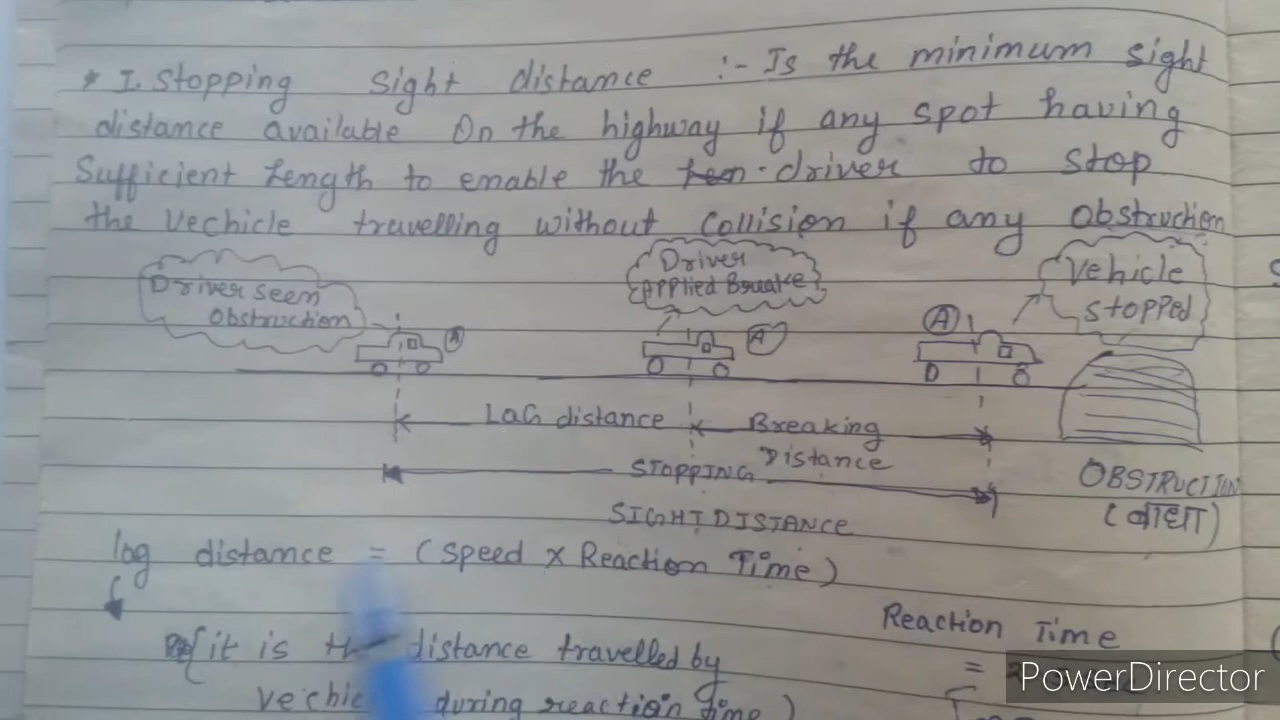 * I. Stopping Sight distance :- Is the minimum sight
distance available On the highway if any spot having
Sufficient Length to enable the driver to stop
the Vechicle travelling without Collision if any Obstruction
Driver seen
Obstruction
Driver
Applied Breake
Vehicle
stopped
A
A
A
LaG distance
Breaking
Distance
STOPPING
SIGHT DISTANCE
OBSTRUCTION
(बाधा)
log distance = (Speed x Reaction Time)
{it is the distance travelled by
Vechic during reaction time)
Reaction Time
=
PowerDirector